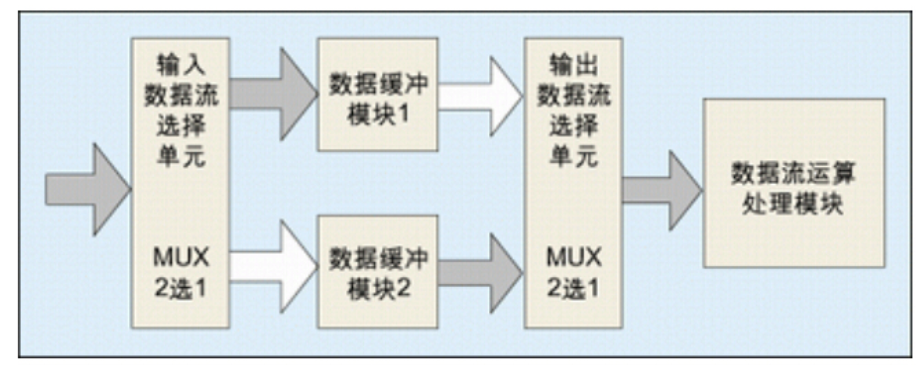 输入
数据流
选择
单元
MUX
2选1
数据缓冲
模块1
数据缓冲
模块2
输出
数据流
选择
单元
MUX
2选1
数据流运算
处理模块